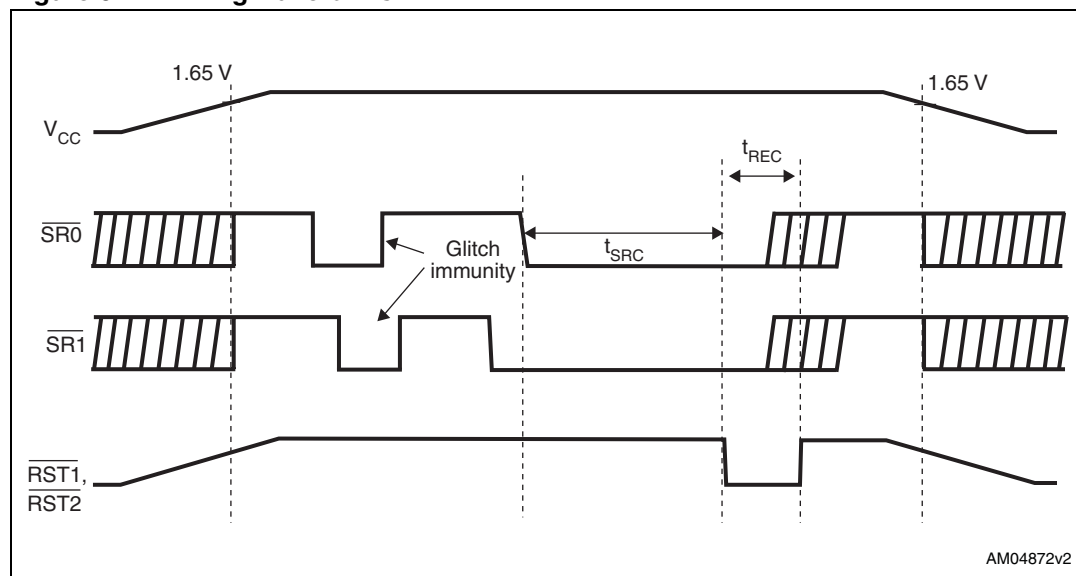 1.65 V
1.65 V
VCC
tREC
SR0
Glitch
immunity
tSRC
SR1
RST1,
RST2
AM04872v2